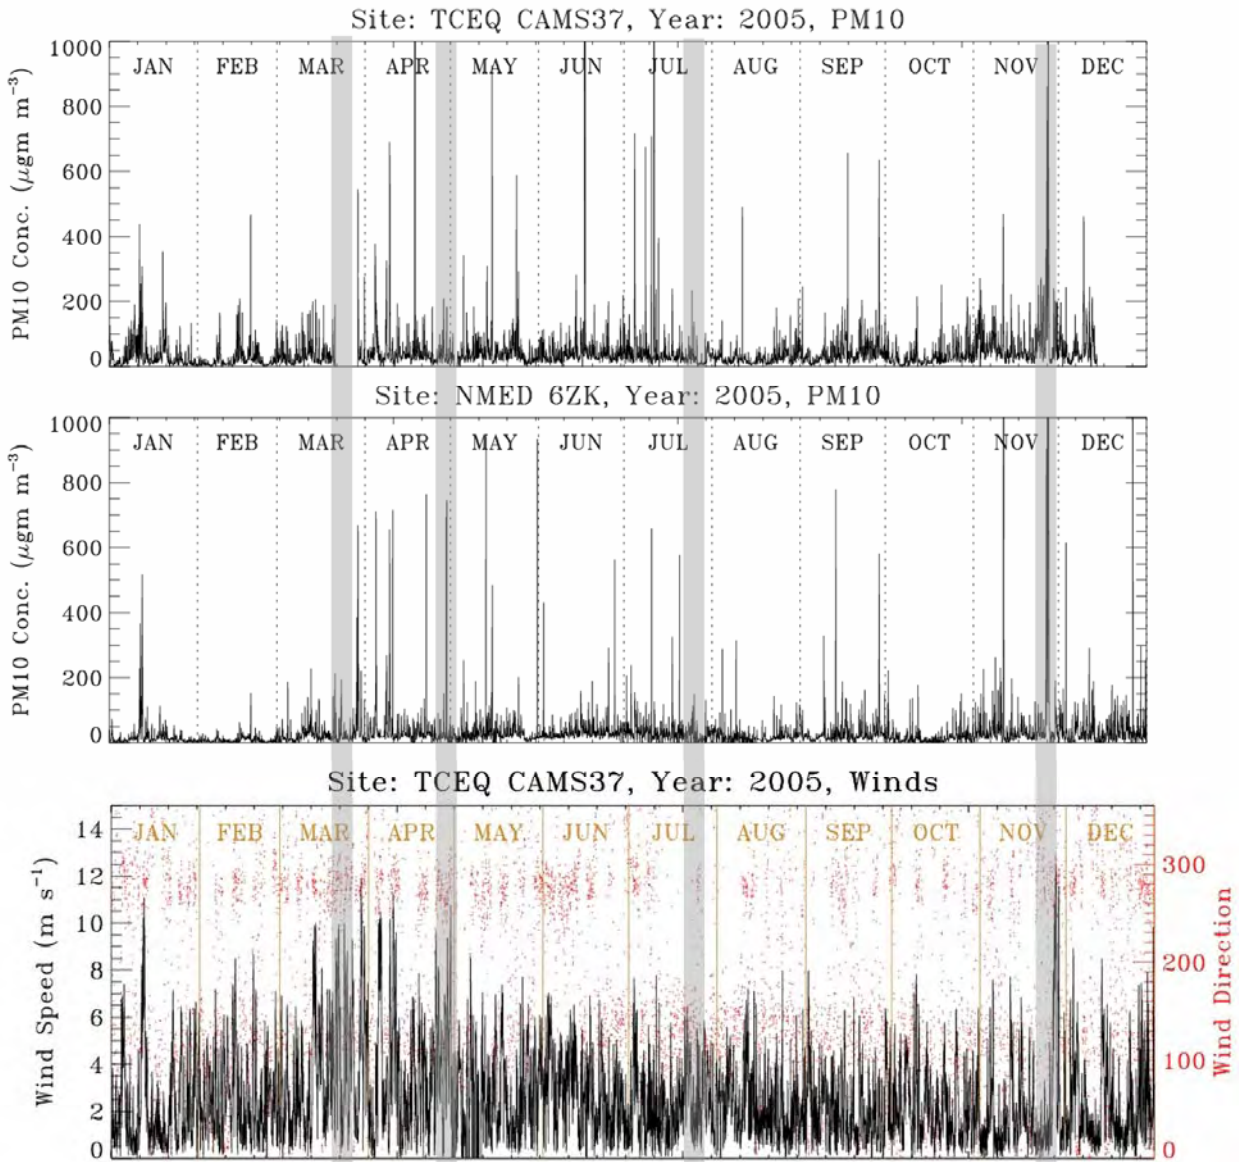 Site: TCEQ CAMS37, Year: 2005, PM10
PM10 Conc. (μgm m⁻³)
1000
800
600
400
200
0
JAN FEB MAR APR MAY JUN JUL AUG SEP OCT NOV DEC
Site: NMED 6ZK, Year: 2005, PM10
PM10 Conc. (μgm m⁻³)
1000
800
600
400
200
0
JAN FEB MAR APR MAY JUN JUL AUG SEP OCT NOV DEC
Site: TCEQ CAMS37, Year: 2005, Winds
Wind Speed (m s⁻¹)
14
12
10
8
6
4
2
0
JAN FEB MAR APR MAY JUN JUL AUG SEP OCT NOV DEC
300
200
100
0
Wind Direction